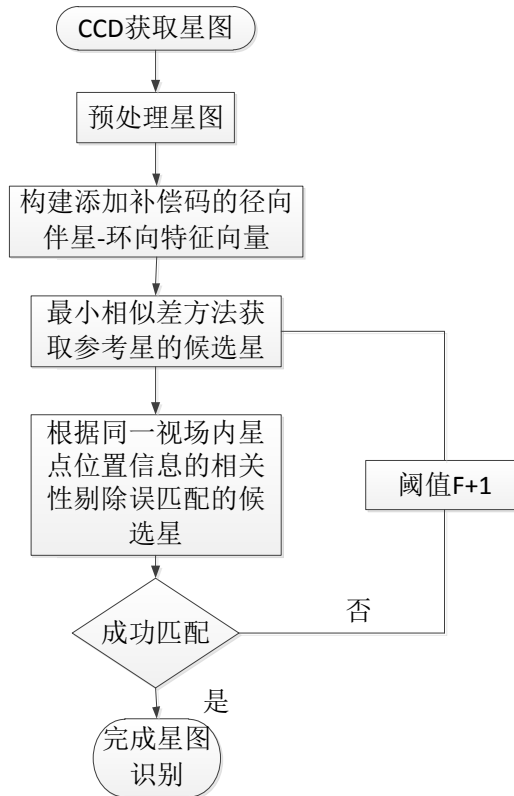 CCD获取星图
预处理星图
构建添加补偿码的径向
伴星-环向特征向量
最小相似差方法获
取参考星的候选星
根据同一视场内星
点位置信息的相关
性剔除误匹配的候
选星
阈值F+1
成功匹配
否
是
完成星图
识别